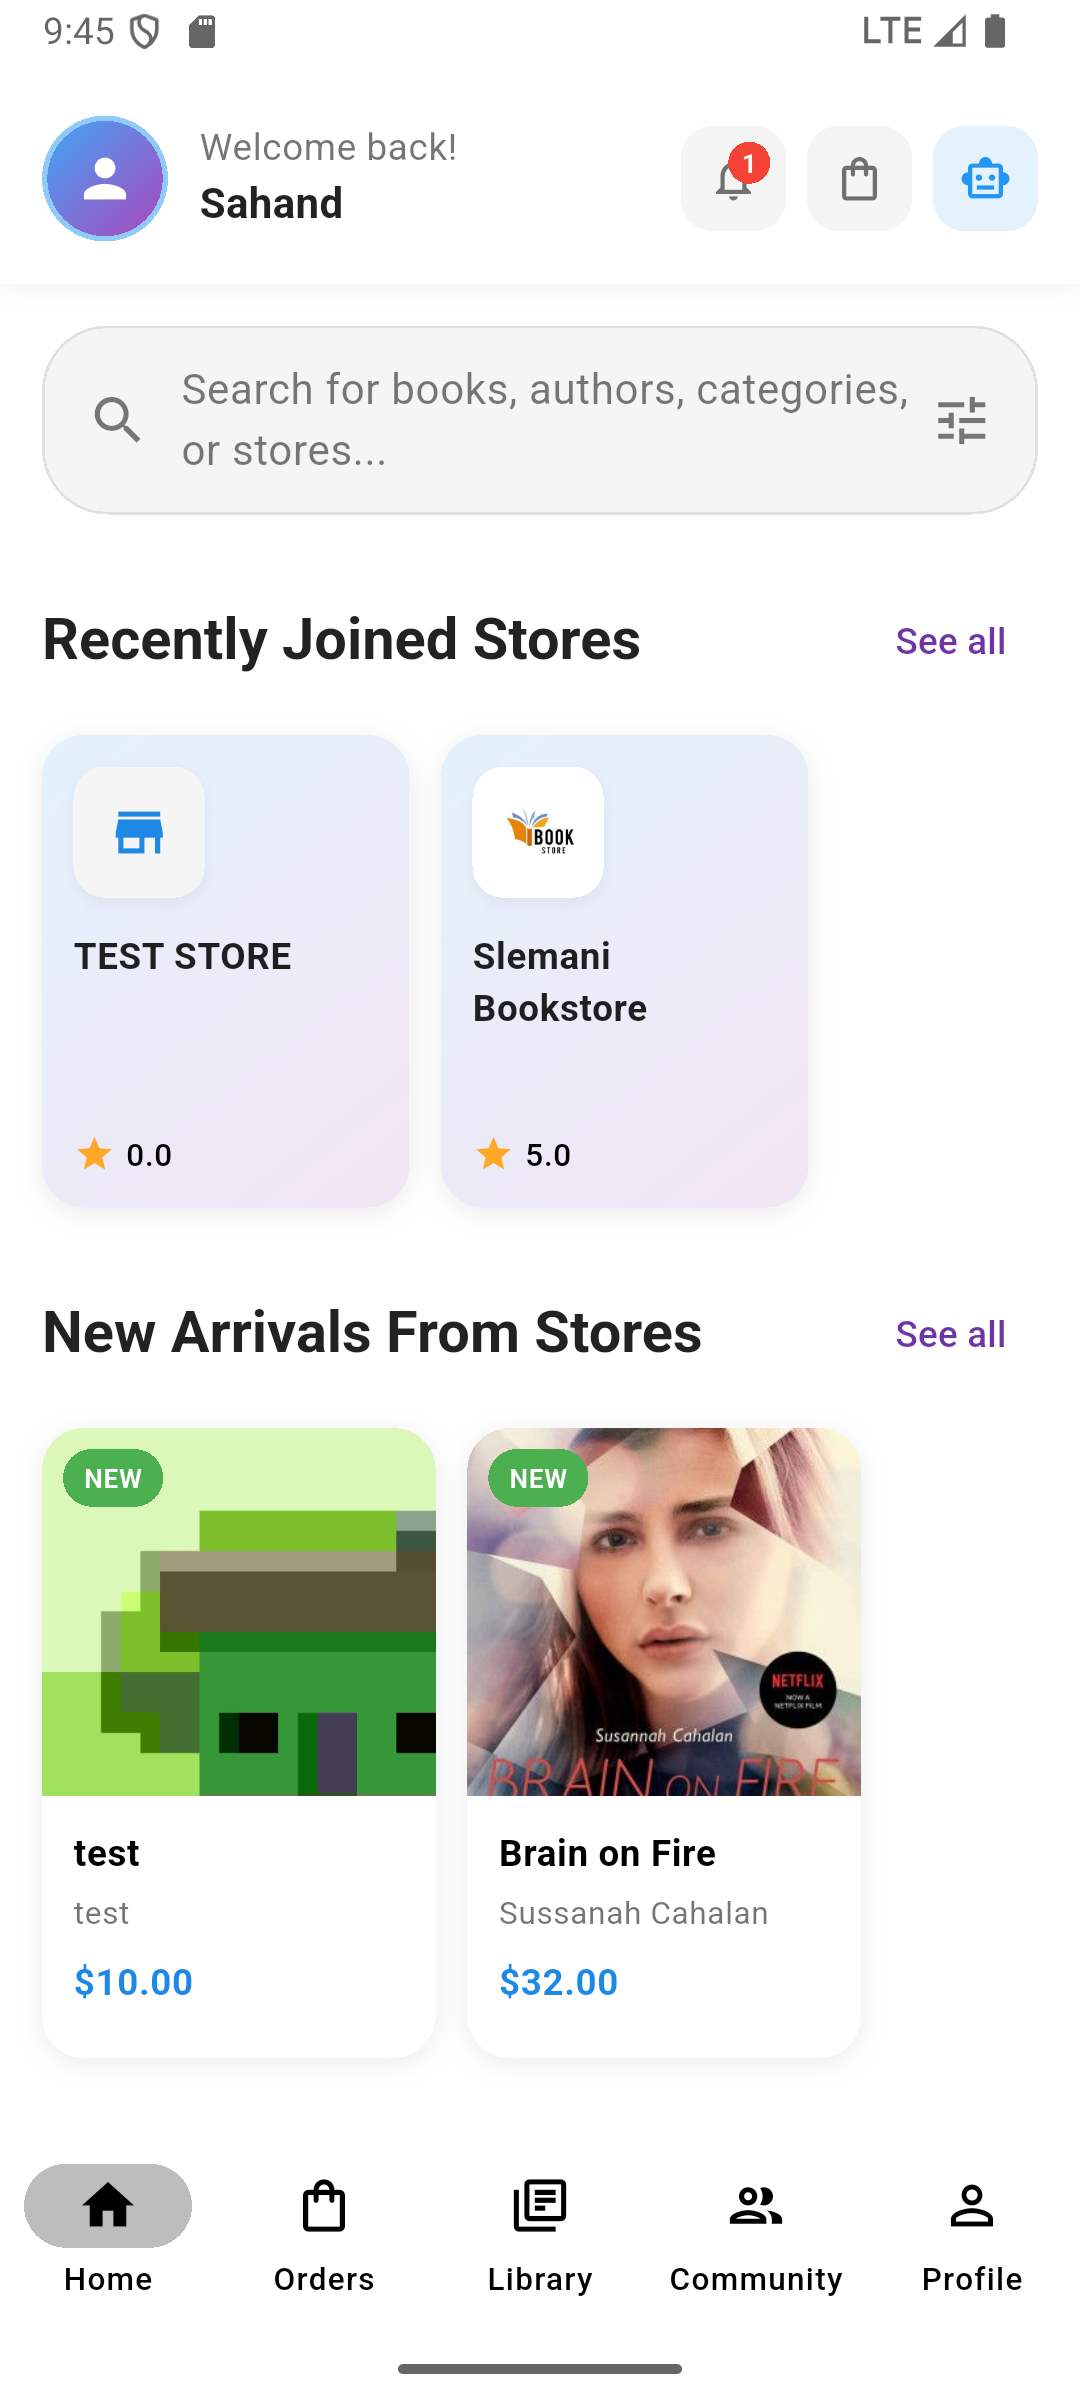 9:45
LTE
Welcome back!
Sahand
1
Search for books, authors, categories,
or stores...
Recently Joined Stores
See all
BOOK
STORE
TEST STORE
Slemani
Bookstore
0.0
5.0
New Arrivals From Stores
See all
NEW
NEW
NETFLIX
NOW A
NETFLIX FILM
Susannah Cahalan
BRAIN ON FIRE
test
Brain on Fire
test
Sussanah Cahalan
$10.00
$32.00
Home
Orders
Library
Community
Profile